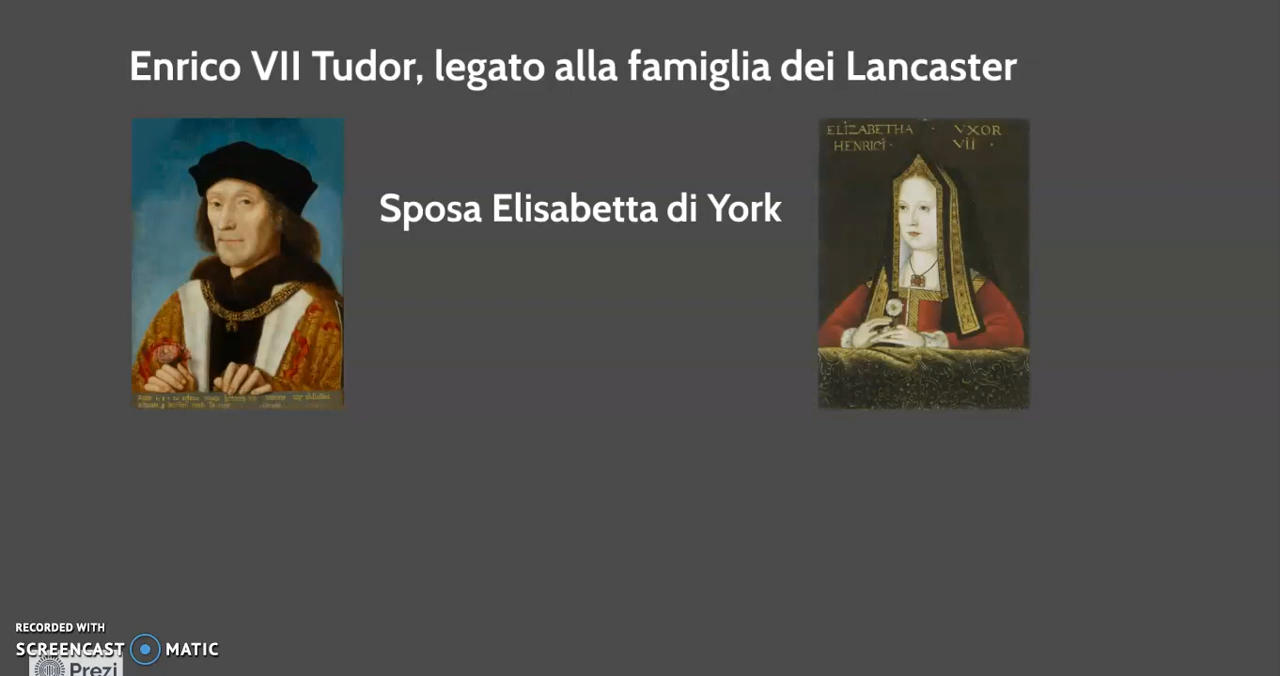 Enrico VII Tudor, legato alla famiglia dei Lancaster
ELIZABETHA VXOR
HENRICI VII
Sposa Elisabetta di York
RECORDED WITH
SCREENCAST MATIC
Prezi